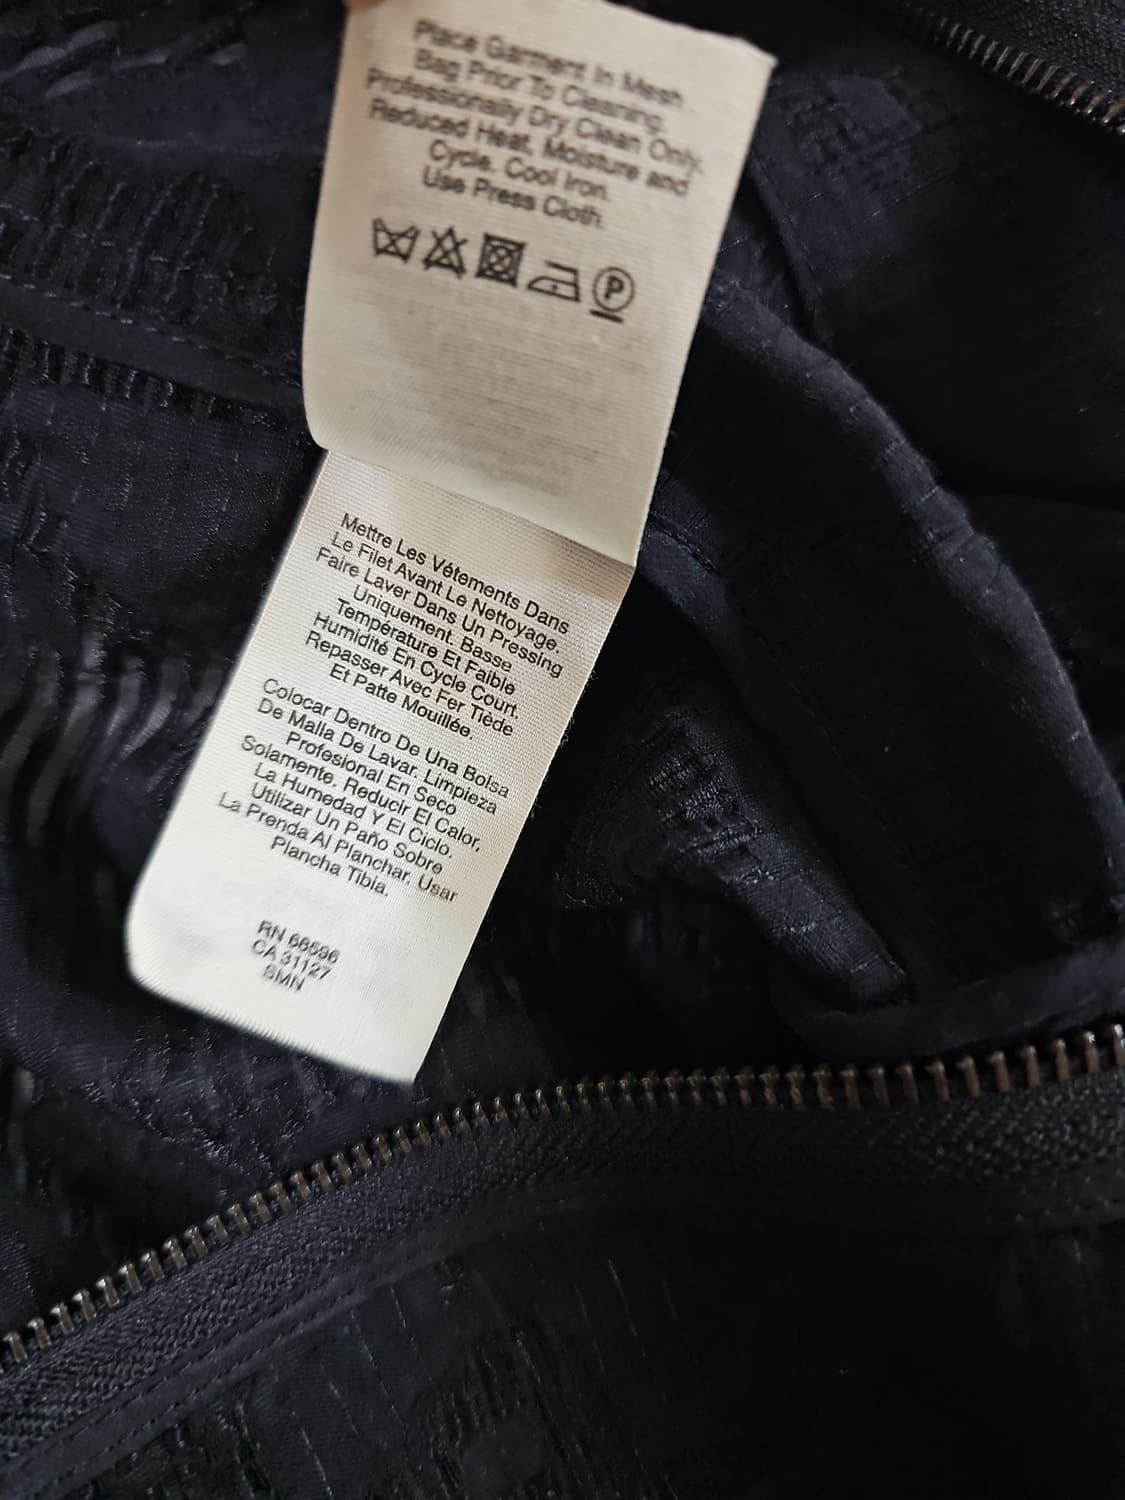 Place Garment In Mesh
Bag Prior To Cleaning.
Professionally Dry Clean Only.
Reduced Heat, Moisture and
Cycle. Cool Iron.
Use Press Cloth.
P
Mettre Les Vétements Dans
Le Filet Avant Le Nettoyage.
Faire Laver Dans Un Pressing
Uniquement. Basse
Température Et Faible
Humidité En Cycle Court.
Repasser Avec Fer Tiède
Et Patte Mouillée.
Colocar Dentro De Una Bolsa
De Malla De Lavar. Limpieza
Profesional En Seco
Solamente. Reducir El Calor,
La Humedad Y El Ciclo.
Utilizar Un Paño Sobre
La Prenda Al Planchar. Usar
Plancha Tibia.
RN 66596
CA 31127
SMN